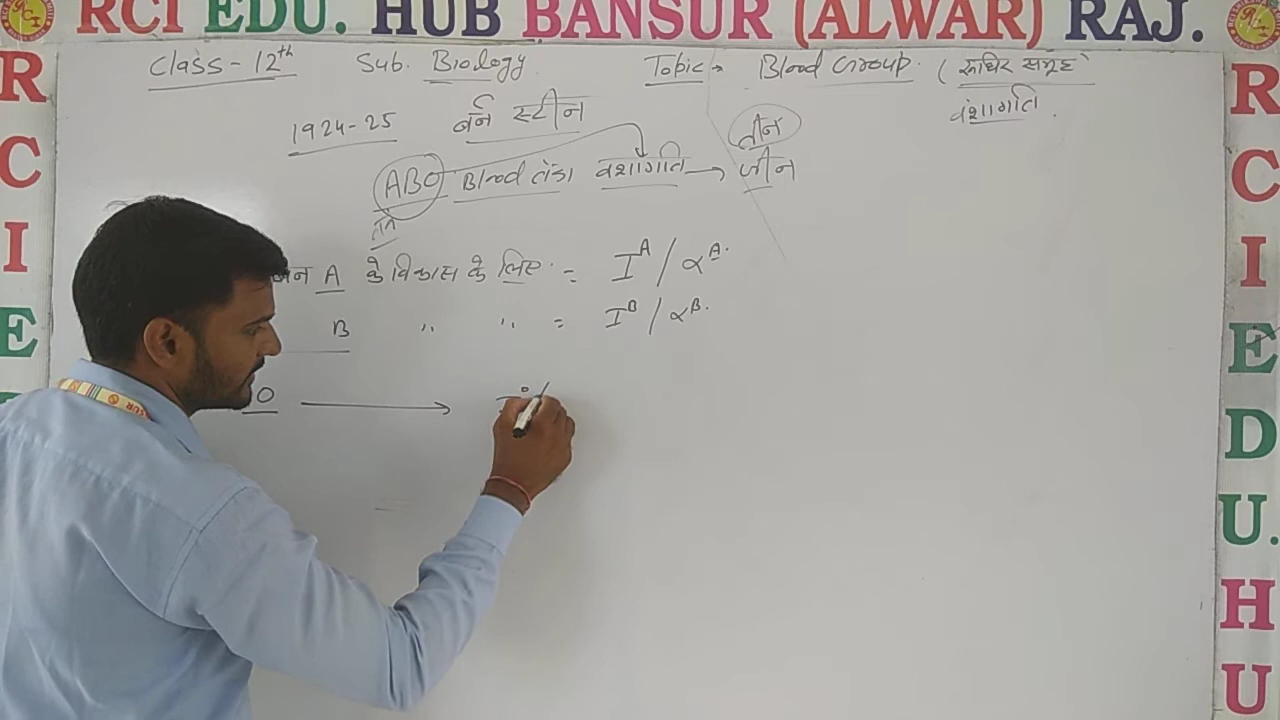 RCI EDU. HUB BANSUR (ALWAR) RAJ.
Class-12th Sub. Biology Topic → Blood Group. (रुधिर समूह
वंशागति
1924-25 बर्न स्टीन
तीन
ABO Blood तंत्र वंशागति → जीन
A के विकास के लिए = I^A / α^A.
B " " = I^B / α^B.
O →
R
C
I
E
R
C
I
E
D
U.
H
U